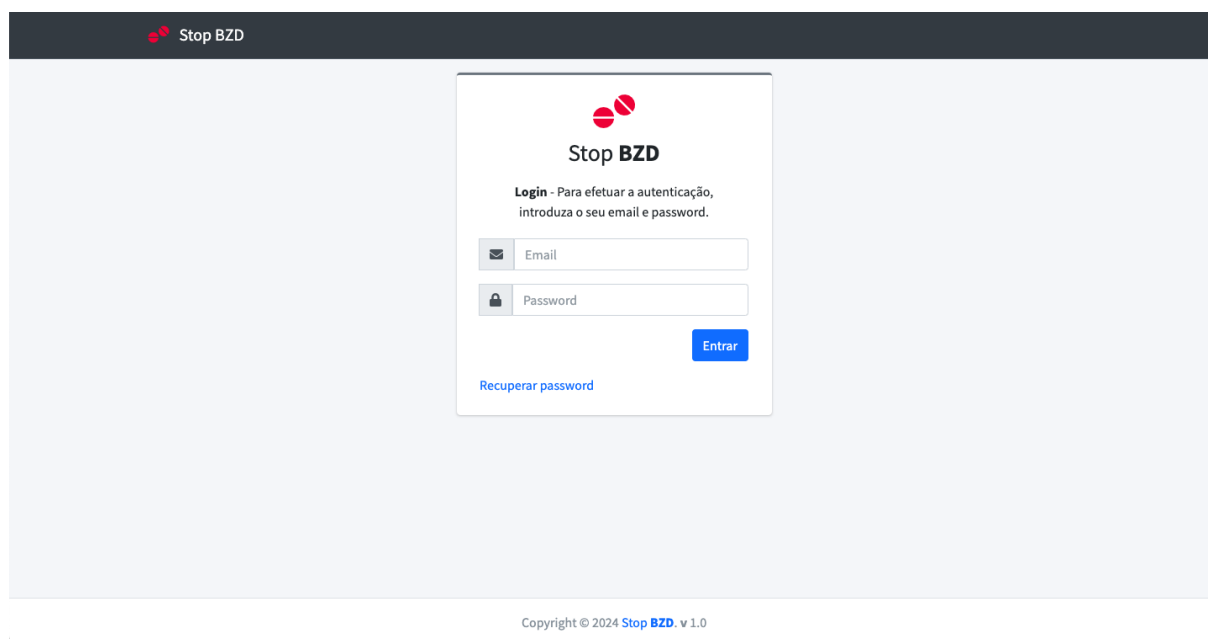 Stop BZD
Stop BZD
Login - Para efetuar a autenticação,
introduza o seu email e password.
Email
Password
Entrar
Recuperar password
Copyright © 2024 Stop BZD. v 1.0